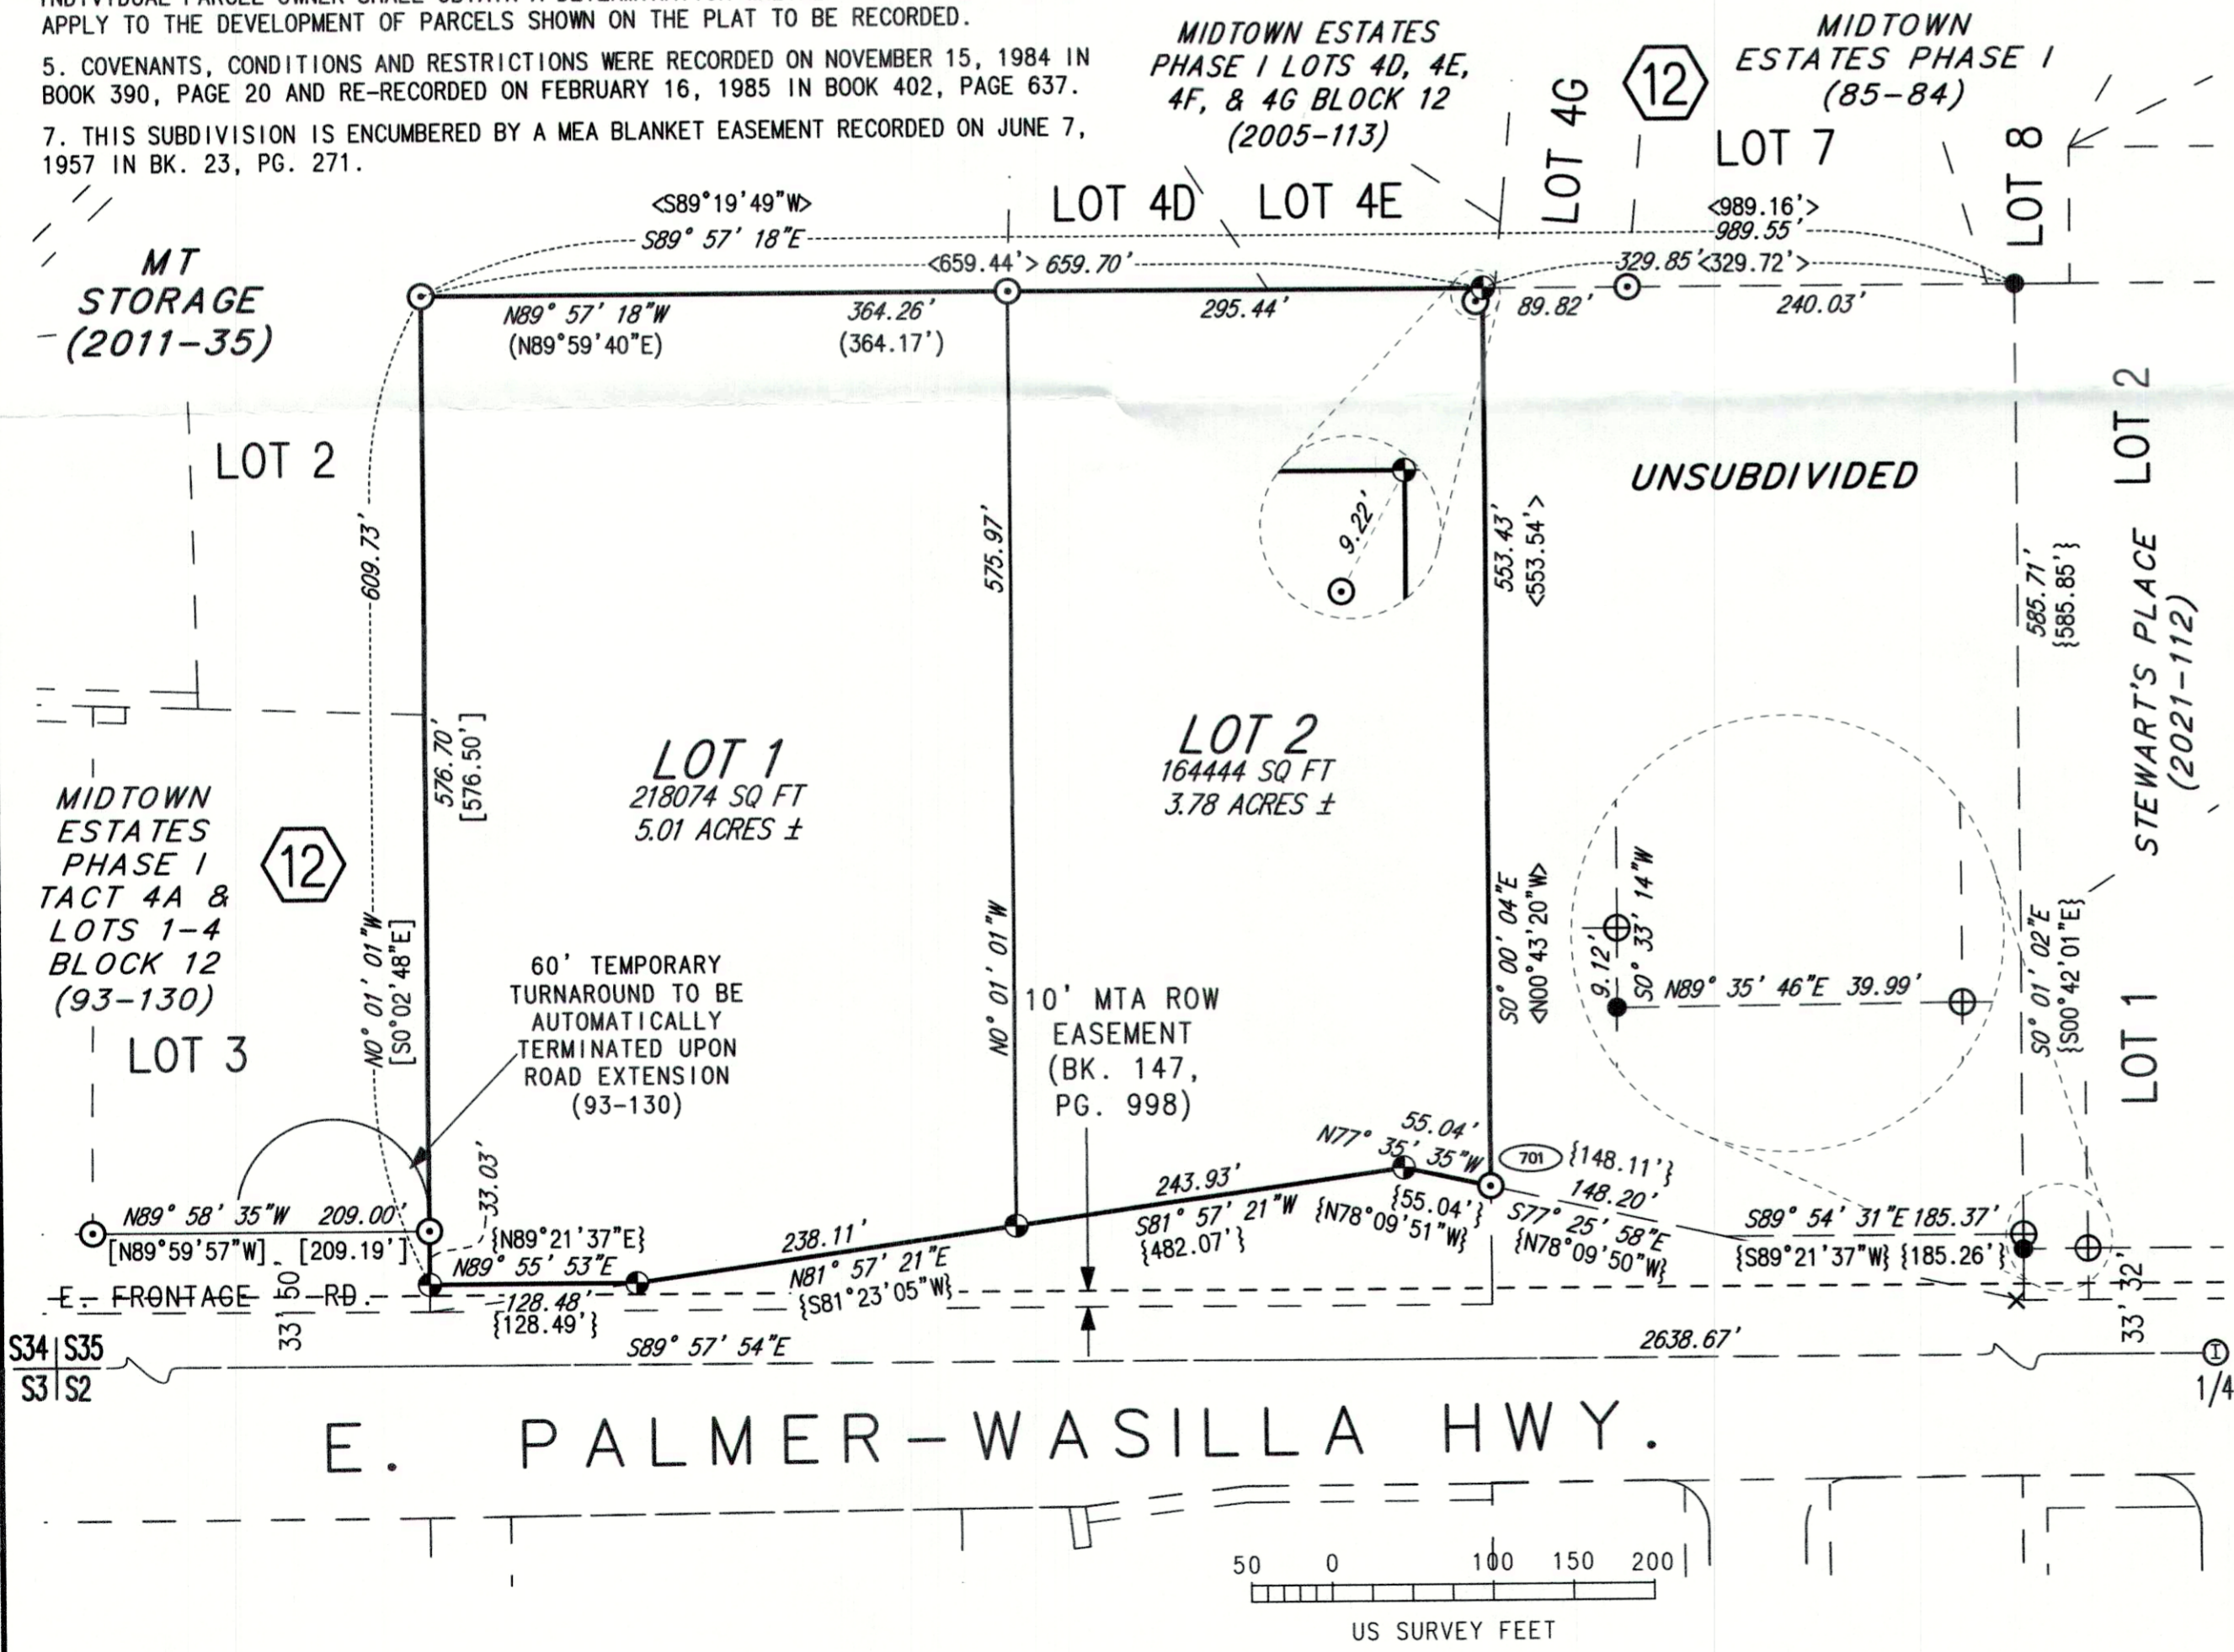 APPLY TO THE DEVELOPMENT OF PARCELS SHOWN ON THE PLAT TO BE RECORDED.
5. COVENANTS, CONDITIONS AND RESTRICTIONS WERE RECORDED ON NOVEMBER 15, 1984 IN
BOOK 390, PAGE 20 AND RE-RECORDED ON FEBRUARY 16, 1985 IN BOOK 402, PAGE 637.
7. THIS SUBDIVISION IS ENCUMBERED BY A MEA BLANKET EASEMENT RECORDED ON JUNE 7,
1957 IN BK. 23, PG. 271.
MIDTOWN ESTATES
PHASE I LOTS 4D, 4E,
4F, & 4G BLOCK 12
(2005-113)
LOT 4G
12
MIDTOWN
ESTATES PHASE I
(85-84)
LOT 7
LOT 8
LOT 4D
LOT 4E
<S89°19'49"W>
S89° 57' 18"E
<989.16'>
989.55'
<659.44'> 659.70'
329.85'<329.72'>
MT
STORAGE
(2011-35)
N89° 57' 18"W
(N89°59'40"E)
364.26'
(364.17')
295.44'
89.82'
240.03'
LOT 2
609.73'
575.97'
9.22'
553.43'
<553.54'>
UNSUBDIVIDED
LOT 2
585.71'
{585.85'}
STEWART'S PLACE
(2021-112)
576.70'
[576.50']
LOT 1
218074 SQ FT
5.01 ACRES ±
LOT 2
164444 SQ FT
3.78 ACRES ±
MIDTOWN
ESTATES
PHASE I
TACT 4A &
LOTS 1-4
BLOCK 12
(93-130)
12
LOT 3
N0° 01' 01"W
[S0°02'48"E]
60' TEMPORARY
TURNAROUND TO BE
AUTOMATICALLY
TERMINATED UPON
ROAD EXTENSION
(93-130)
N0° 01' 01"W
10' MTA ROW
EASEMENT
(BK. 147,
PG. 998)
S0° 00' 04"E
<N00°43'20"W>
9.12'
S0° 33' 14"W
N89° 35' 46"E 39.99'
S0° 01' 02"E
{S00°42'01"E}
LOT 1
N89° 58' 35"W 209.00'
[N89°59'57"W] [209.19']
33.03'
{N89°21'37"E}
N89° 55' 53"E
128.48'
{128.49'}
238.11'
N81° 57' 21"E
{S81°23'05"W}
243.93'
S81° 57' 21"W
{482.07'}
55.04'
N77° 35' 35"W
{55.04'}
{N78°09'51"W}
701
{148.11'}
148.20'
S77° 25' 58"E
{N78°09'50"W}
S89° 54' 31"E 185.37'
{S89°21'37"W} {185.26'}
E. FRONTAGE RD.
33' 50'
33' 32'
S34 S35
S3 S2
S89° 57' 54"E
2638.67'
I
1/4
E. PALMER-WASILLA HWY.
50 0 100 150 200
US SURVEY FEET